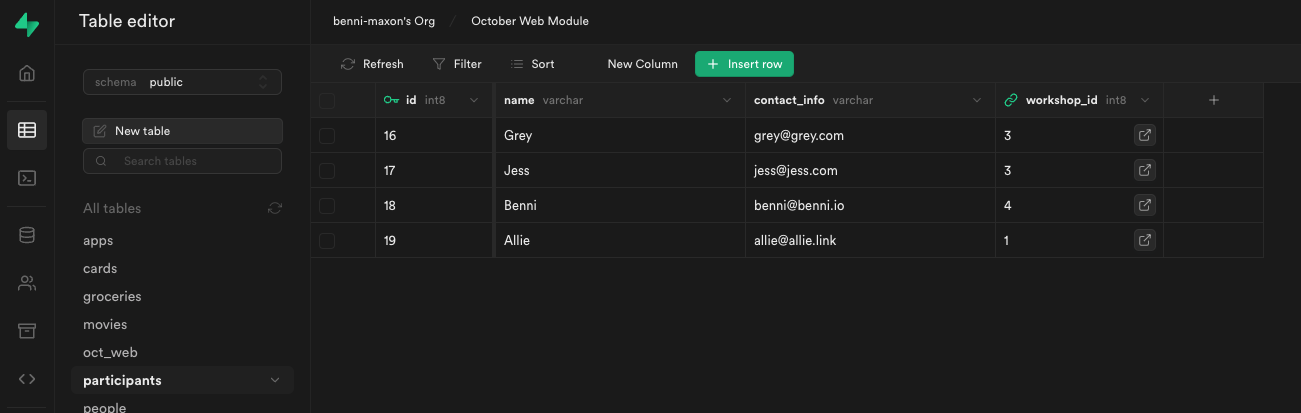 Table editor
benni-maxon's Org / October Web Module
schema public
Refresh Filter Sort New Column + Insert row
id int8 name varchar contact_info varchar workshop_id int8 +
New table
16 Grey grey@grey.com 3
Search tables
17 Jess jess@jess.com 3
18 Benni benni@benni.io 4
19 Allie allie@allie.link 1
All tables
apps
cards
groceries
movies
oct_web
participants
people